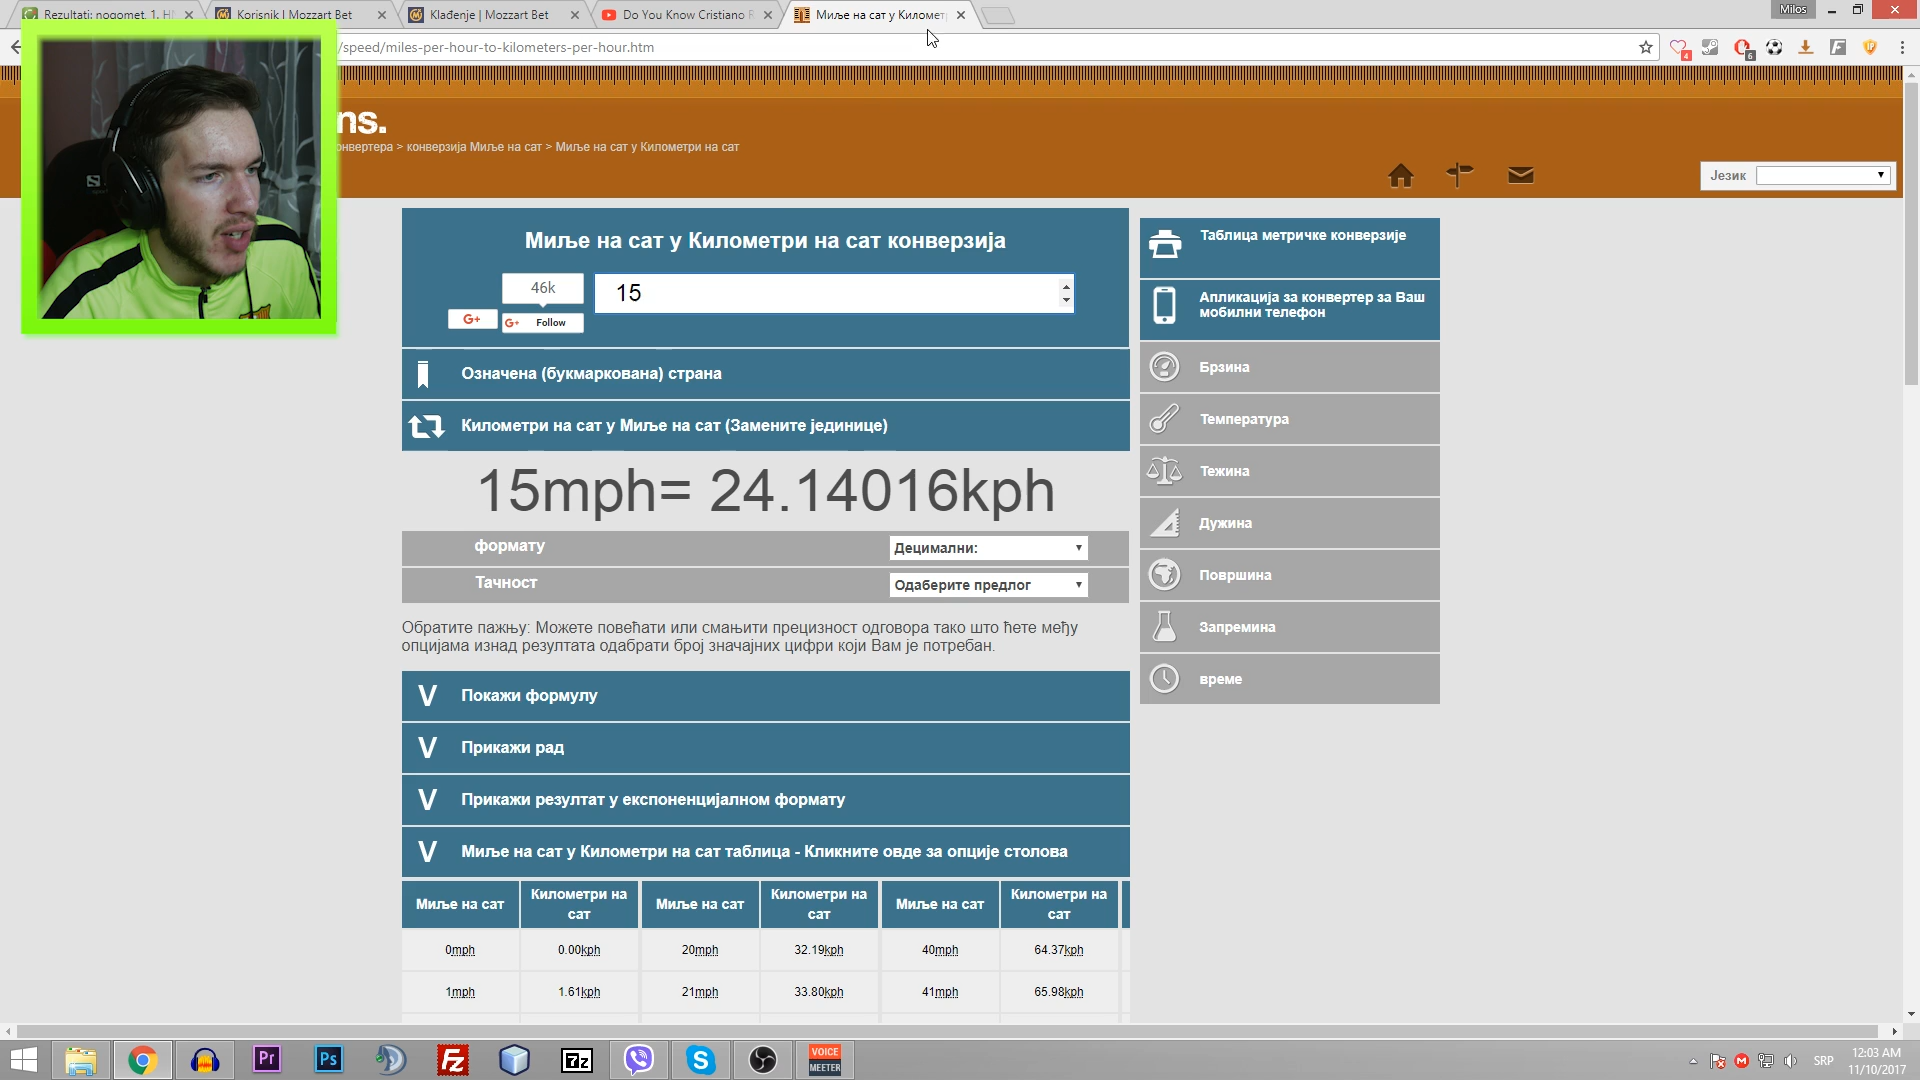 Rezultati: nogomet, 1. H
Korisnik | Mozzart Bet
Klađenje | Mozzart Bet
Do You Know Cristiano R
Миље на сат у Километ
Milos
/speed/miles-per-hour-to-kilometers-per-hour.htm
ns.
онвертера > конверзија Миље на сат > Миље на сат у Километри на сат
Језик
Миље на сат у Километри на сат конверзија
46k
15
G+
G+ Follow
Означена (букмаркована) страна
Километри на сат у Миље на сат (Замените јединице)
15mph= 24.14016kph
формату
Децимални:
Тачност
Одаберите предлог
Обратите пажњу: Можете повећати или смањити прецизност одговора тако што ћете међу
опцијама изнад резултата одабрати број значајних цифри који Вам је потребан.
V Покажи формулу
V Прикажи рад
V Прикажи резултат у експоненцијалном формату
V Миље на сат у Километри на сат таблица - Кликните овде за опције столова
Миље на сат Километри на сат Миље на сат Километри на сат Миље на сат Километри на сат
0mph 0.00kph 20mph 32.19kph 40mph 64.37kph
1mph 1.61kph 21mph 33.80kph 41mph 65.98kph
Таблица метричке конверзије
Апликација за конвертер за Ваш
мобилни телефон
Брзина
Температура
Тежина
Дужина
Површина
Запремина
време
Pr
Ps
Fz
7z
VOICE
MEETER
SRP
12:03 AM
11/10/2017